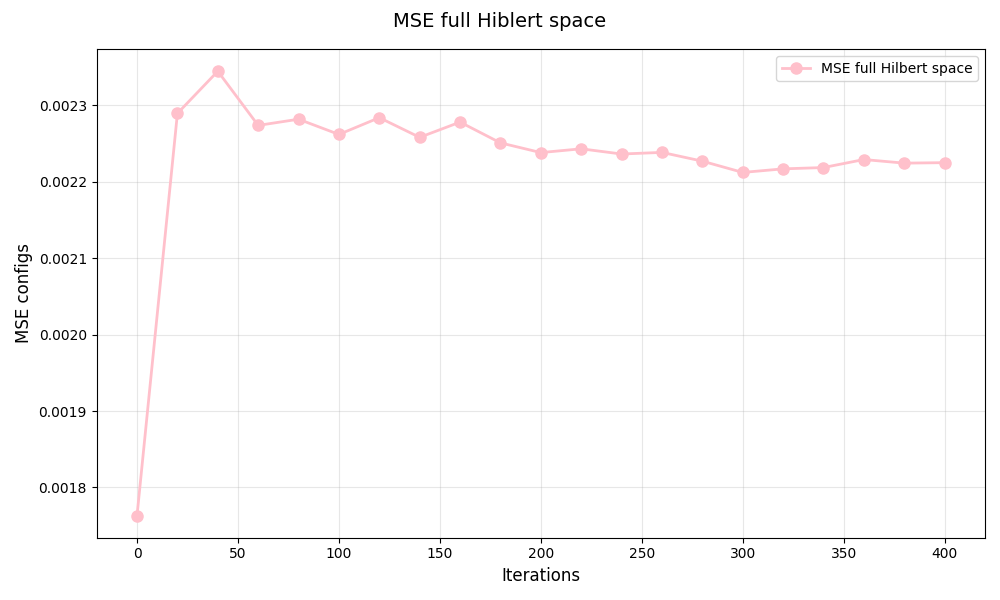 MSE full Hiblert space
MSE full Hilbert space
MSE configs
0.0023
0.0022
0.0021
0.0020
0.0019
0.0018
0 50 100 150 200 250 300 350 400
Iterations